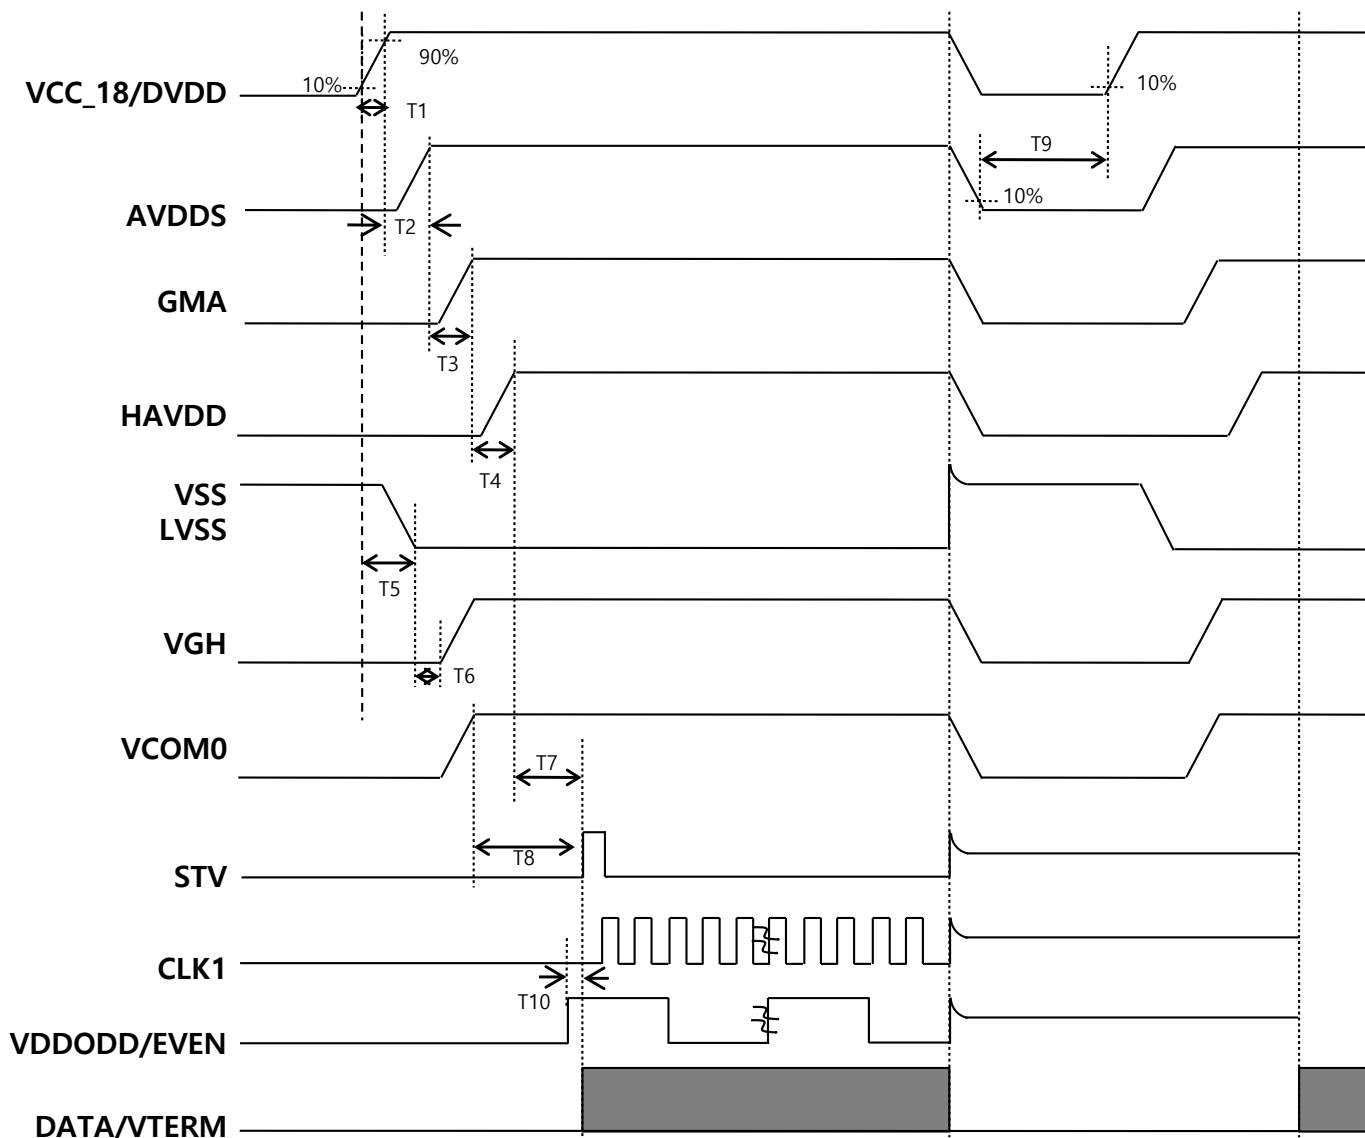 90%
10%
10%
VCC_18/DVDD
T1
T9
10%
AVDDS
T2
GMA
T3
HAVDD
T4
VSS
LVSS
T5
VGH
T6
VCOM0
T7
T8
STV
CLK1
T10
VDDODD/EVEN
DATA/VTERM